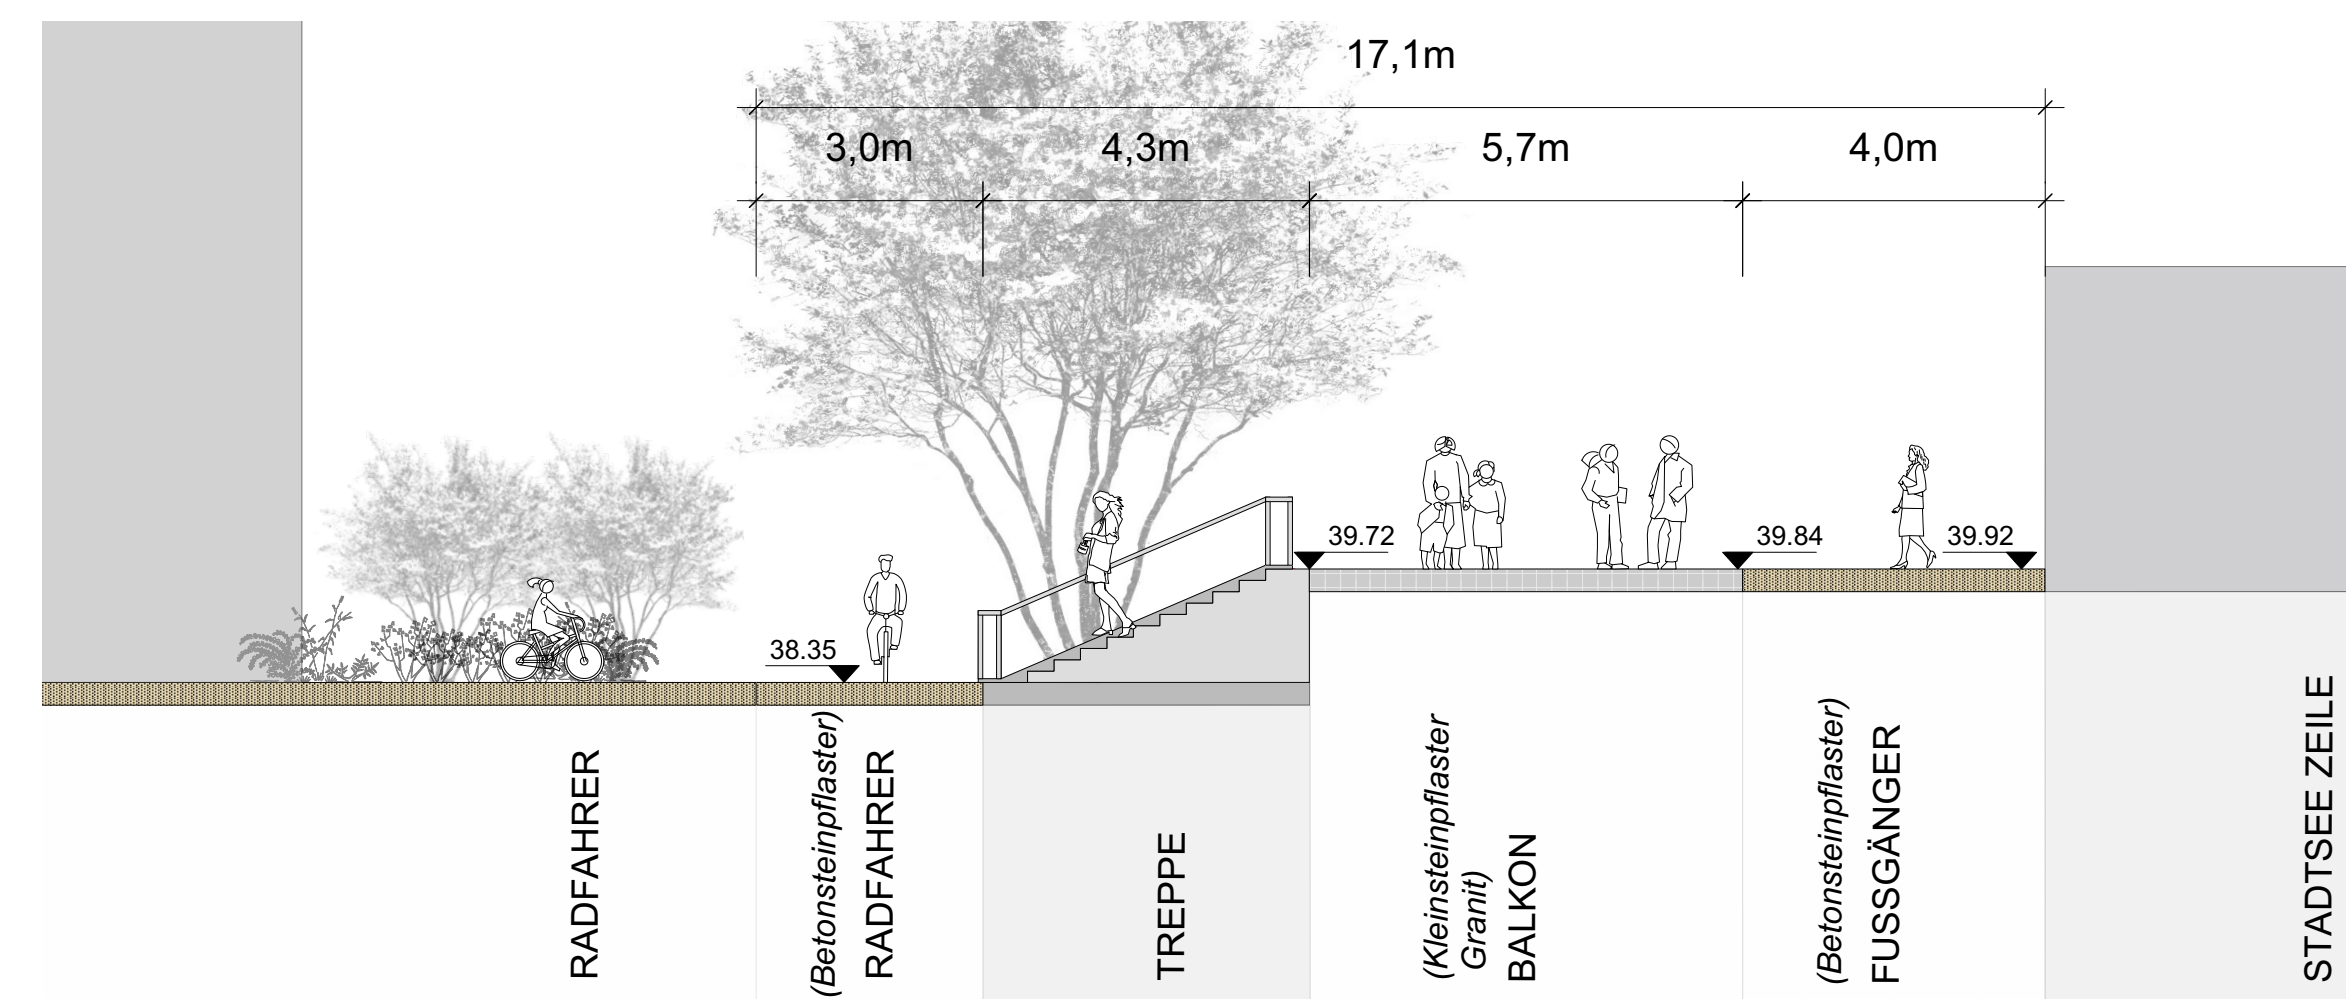 17,1m
3,0m
4,3m
5,7m
4,0m
39.72
39.84
39.92
38.35
RADFAHRER
(Betonsteinpflaster)
RADFAHRER
TREPPE
(Kleinsteinpflaster
Granit)
BALKON
(Betonsteinpflaster)
FUSSGÄNGER
STADTSEE ZEILE